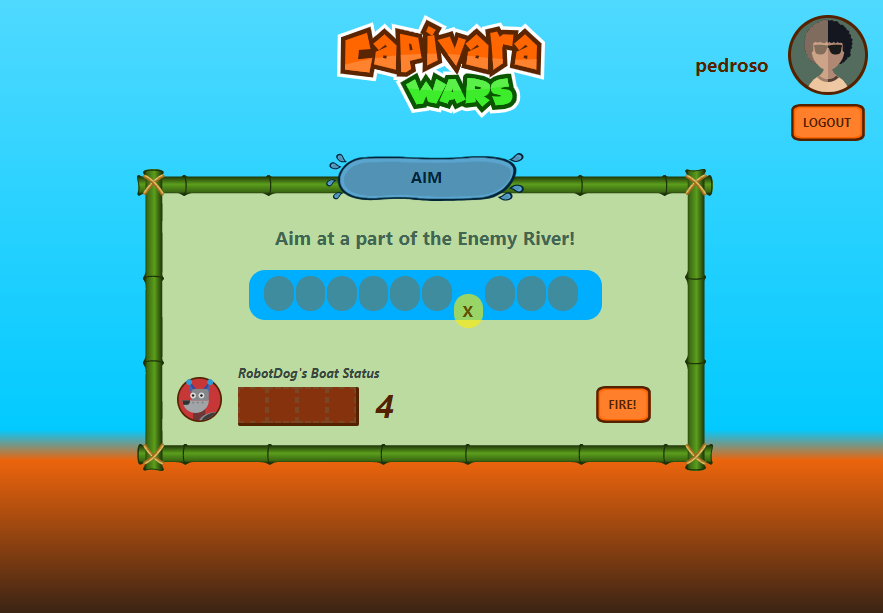 Capivara
WARS
pedroso
LOGOUT
AIM
Aim at a part of the Enemy River!
X
RobotDog's Boat Status
4
FIRE!